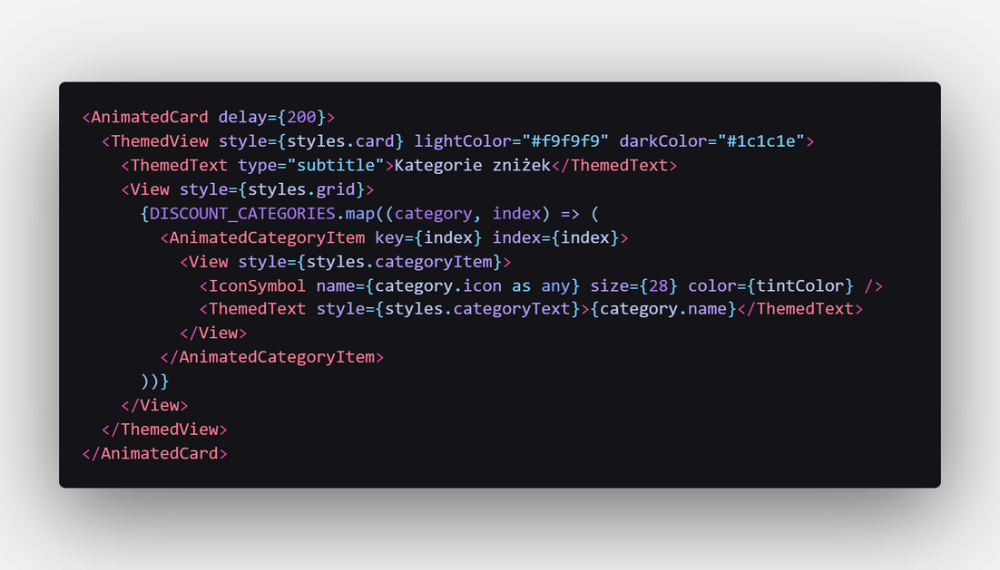 <AnimatedCard delay={200}>
  <ThemedView style={styles.card} lightColor="#f9f9f9" darkColor="#1c1c1e">
    <ThemedText type="subtitle">Kategorie zniżek</ThemedText>
    <View style={styles.grid}>
      {DISCOUNT_CATEGORIES.map((category, index) => (
        <AnimatedCategoryItem key={index} index={index}>
          <View style={styles.categoryItem}>
            <IconSymbol name={category.icon as any} size={28} color={tintColor} />
            <ThemedText style={styles.categoryText}>{category.name}</ThemedText>
          </View>
        </AnimatedCategoryItem>
      ))}
    </View>
  </ThemedView>
</AnimatedCard>